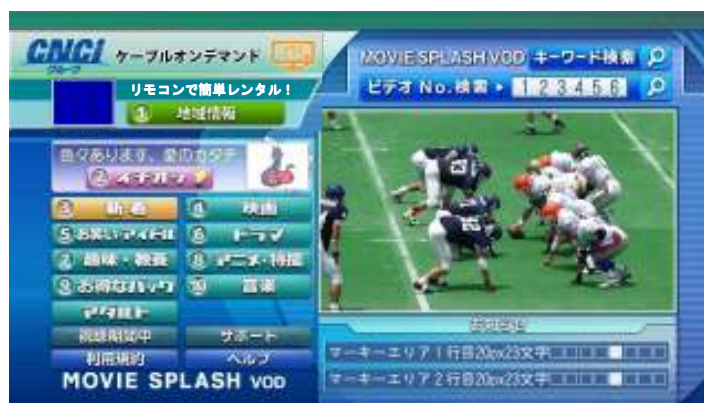 CNCI ケーブルオンデマンド
グループ
リモコンで簡単レンタル！
① 地域情報
MOVIE SPLASH VOD キーワード検索
ビデオ No.検索 ▸ 1 2 3 4 5 6
色々あります、愛のカタチ
② イチオシ
③ 新着
④ 映画
⑤ お笑い・アイドル
⑥ ドラマ
⑦ 趣味・教養
⑧ アニメ・特撮
⑨ お得なパック
⑩ 音楽
アダルト
視聴期間中
サポート
利用規約
ヘルプ
MOVIE SPLASH VOD
マーキーエリア1行目20px23文字
マーキーエリア2行目20px23文字